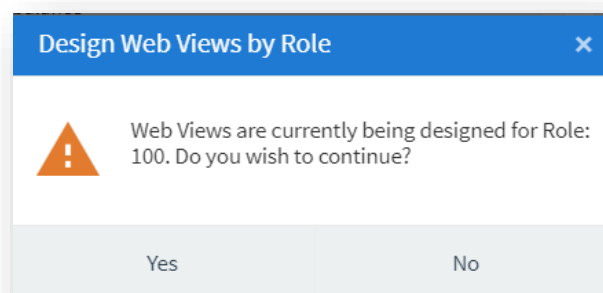 Design Web Views by Role
Web Views are currently being designed for Role:
100. Do you wish to continue?
Yes
No